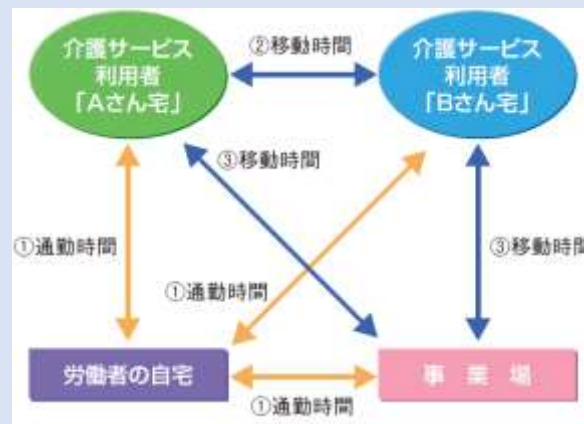 介護サービス
利用者
「Aさん宅」
②移動時間
介護サービス
利用者
「Bさん宅」
③移動時間
①通勤時間
③移動時間
①通勤時間
労働者の自宅
事業場
①通勤時間